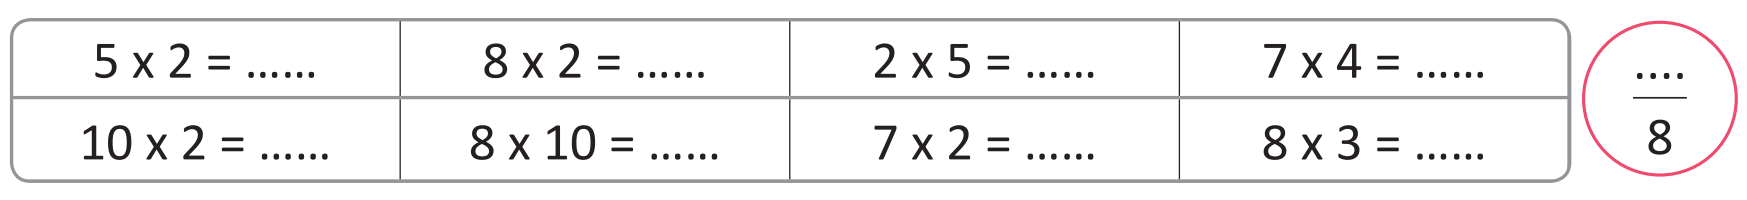 5 x 2 = ...... 8 x 2 = ...... 2 x 5 = ...... 7 x 4 = ......
10 x 2 = ...... 8 x 10 = ...... 7 x 2 = ...... 8 x 3 = ......
....
8